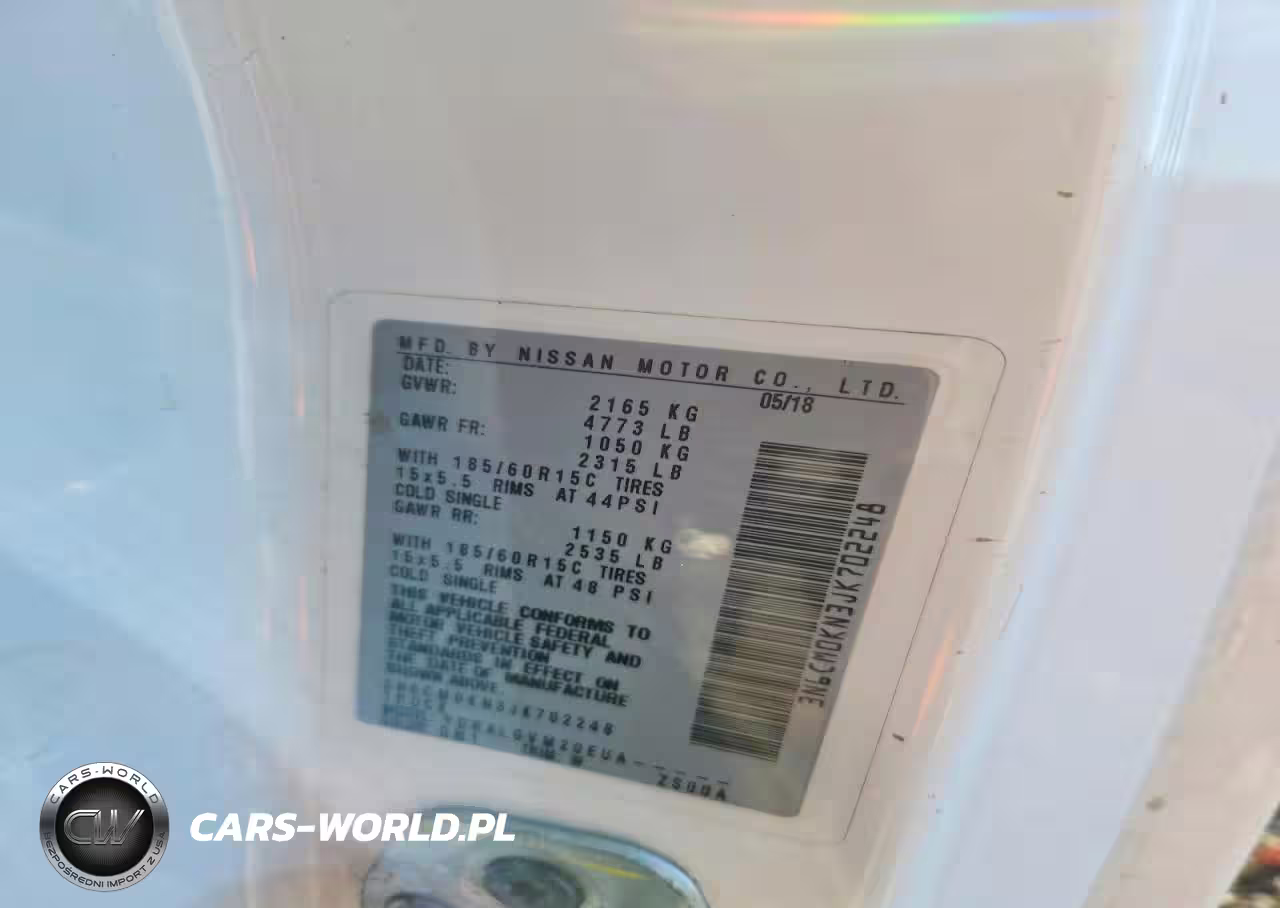 MFD. BY NISSAN MOTOR CO., LTD.
DATE: 05/18
GVWR: 2165 KG
4773 LB
GAWR FR: 1050 KG
2315 LB
WITH 185/60R15C TIRES
15x5.5 RIMS AT 44PSI
COLD SINGLE
GAWR RR: 1150 KG
2535 LB
WITH 185/60R15C TIRES
15x5.5 RIMS AT 48 PSI
COLD SINGLE
THIS VEHICLE CONFORMS TO
ALL APPLICABLE FEDERAL
MOTOR VEHICLE SAFETY AND
THEFT PREVENTION
STANDARDS IN EFFECT ON
THE DATE OF MANUFACTURE
SHOWN ABOVE.
ZS00A
3N6CM0KN3JK702248
CARS-WORLD
CW
BEZPOŚREDNI IMPORT Z USA
CARS-WORLD.PL